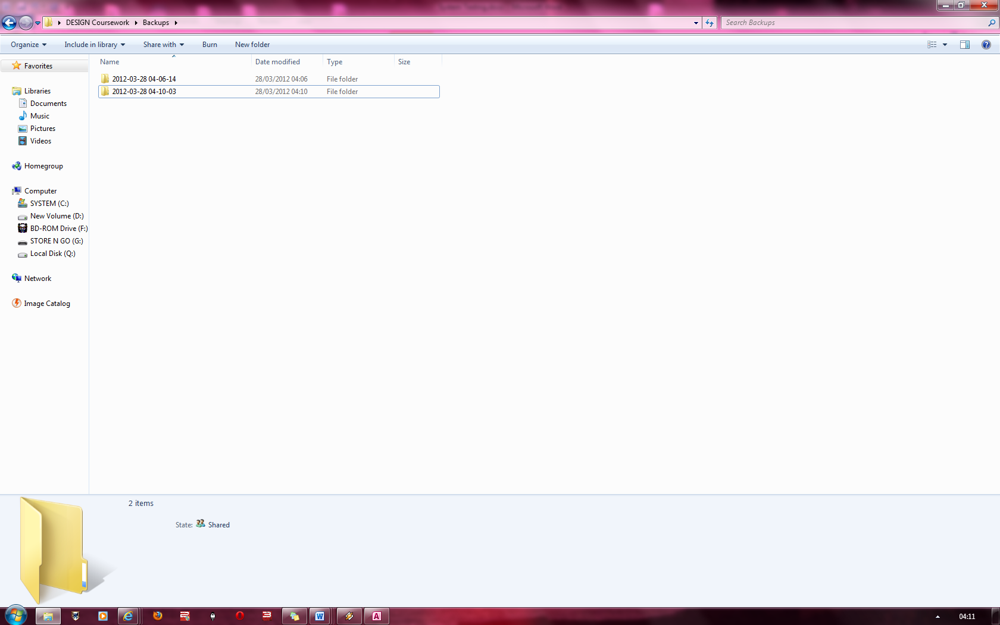 DESIGN Coursework Backups
Search Backups
Organize Include in library Share with Burn New folder
Name Date modified Type Size
2012-03-28 04-06-14 28/03/2012 04:06 File folder
2012-03-28 04-10-03 28/03/2012 04:10 File folder
Favorites
Libraries
Documents
Music
Pictures
Videos
Homegroup
Computer
SYSTEM (C:)
New Volume (D:)
BD-ROM Drive (F:)
STORE N GO (G:)
Local Disk (Q:)
Network
Image Catalog
2 items
State: Shared
04:11